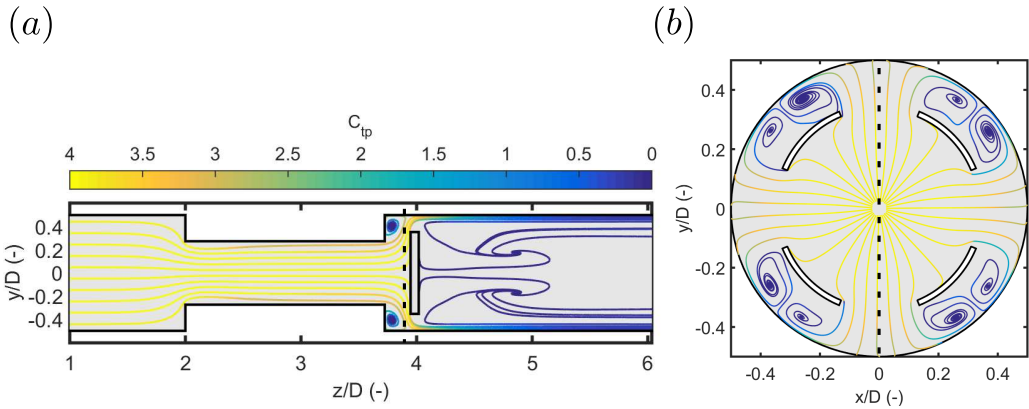 (a)
C_tp
4 3.5 3 2.5 2 1.5 1 0.5 0
y/D (-)
0.4
0.2
0
-0.2
-0.4
1 2 3 4 5 6
z/D (-)
(b)
y/D (-)
0.4
0.2
0
-0.2
-0.4
-0.4 -0.2 0 0.2 0.4
x/D (-)